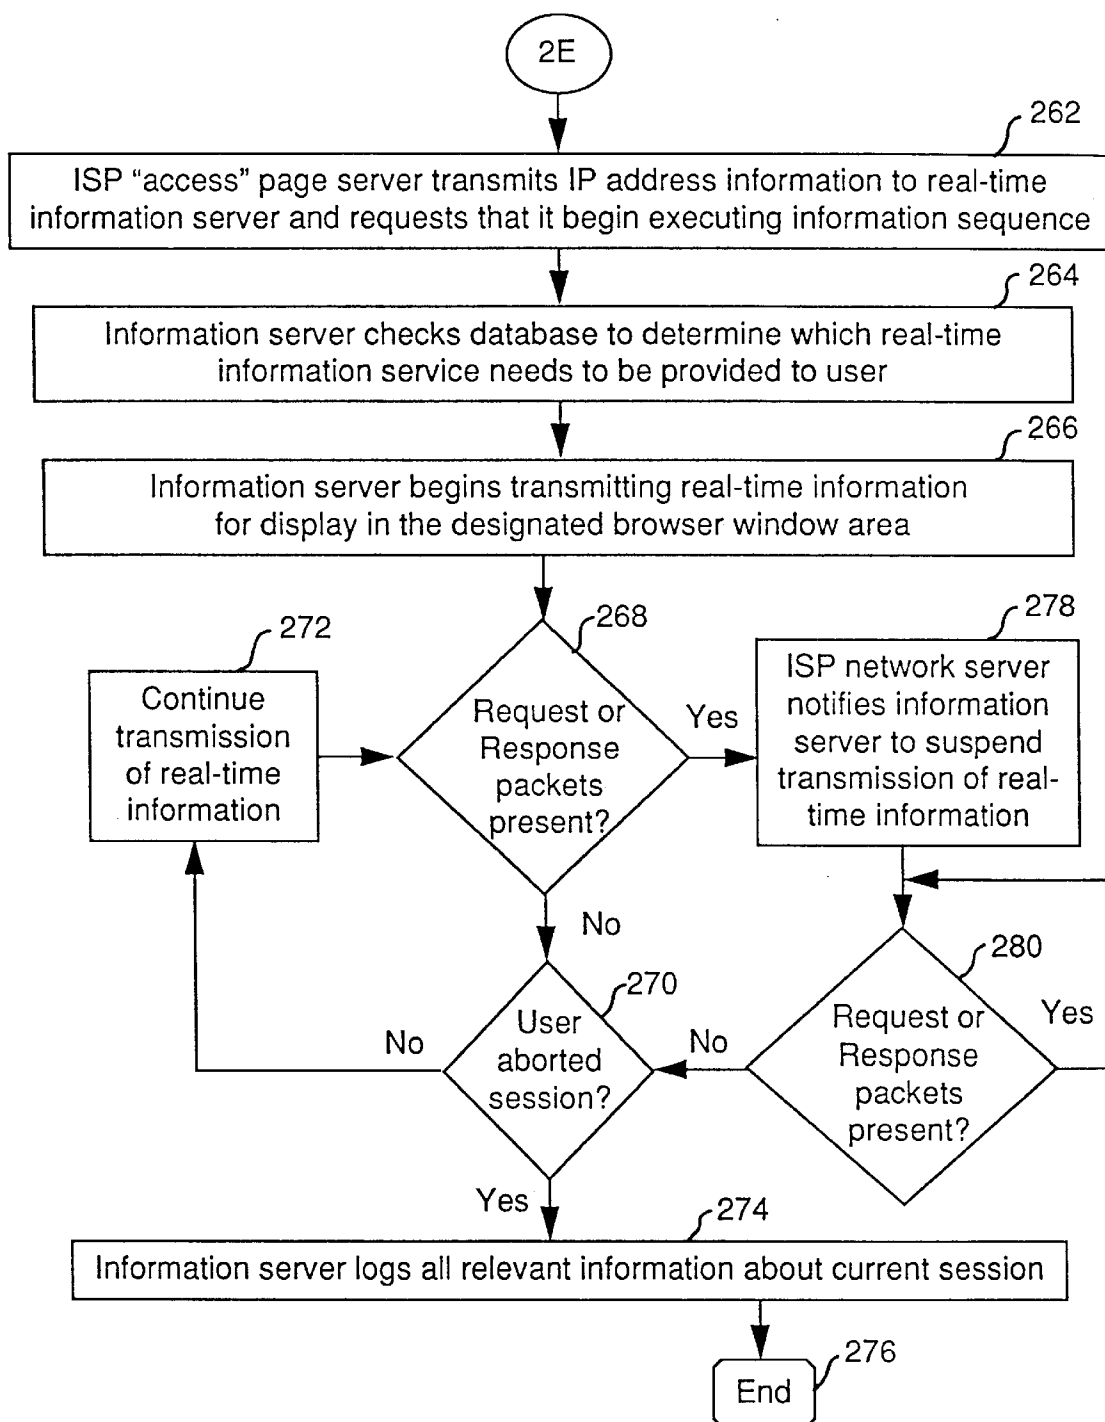 2E
262
ISP “access” page server transmits IP address information to real-time
information server and requests that it begin executing information sequence
264
Information server checks database to determine which real-time
information service needs to be provided to user
266
Information server begins transmitting real-time information
for display in the designated browser window area
272
Continue
transmission
of real-time
information
268
Request or
Response
packets
present?
Yes
278
ISP network server
notifies information
server to suspend
transmission of real-
time information
No
270
User
aborted
session?
No
No
280
Request or
Response
packets
present?
Yes
Yes
274
Information server logs all relevant information about current session
276
End